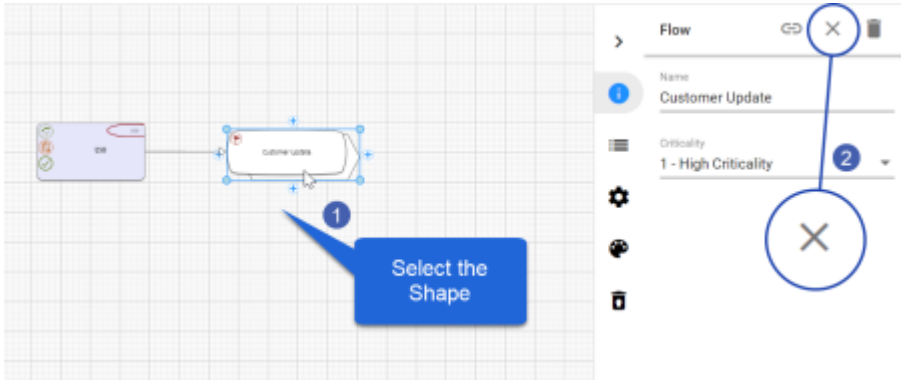 Flow
Name
Customer Update
Criticality
1 - High Criticality
2
Customer Update
1
Select the
Shape